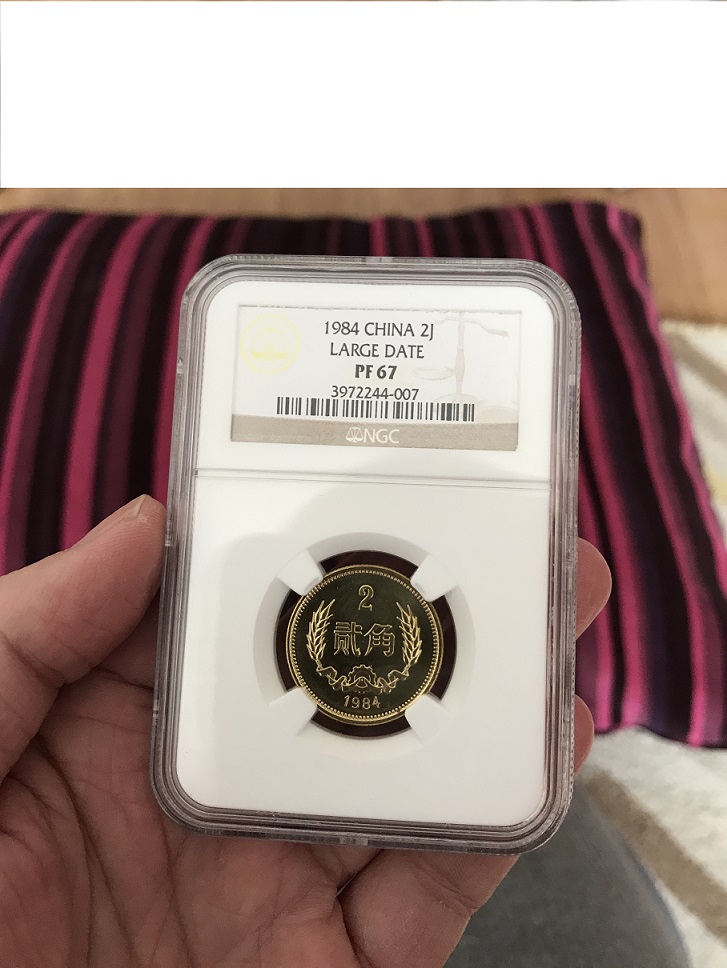 1984 CHINA 2J
LARGE DATE
PF 67
3972244-007
NGC
2
贰角
1984